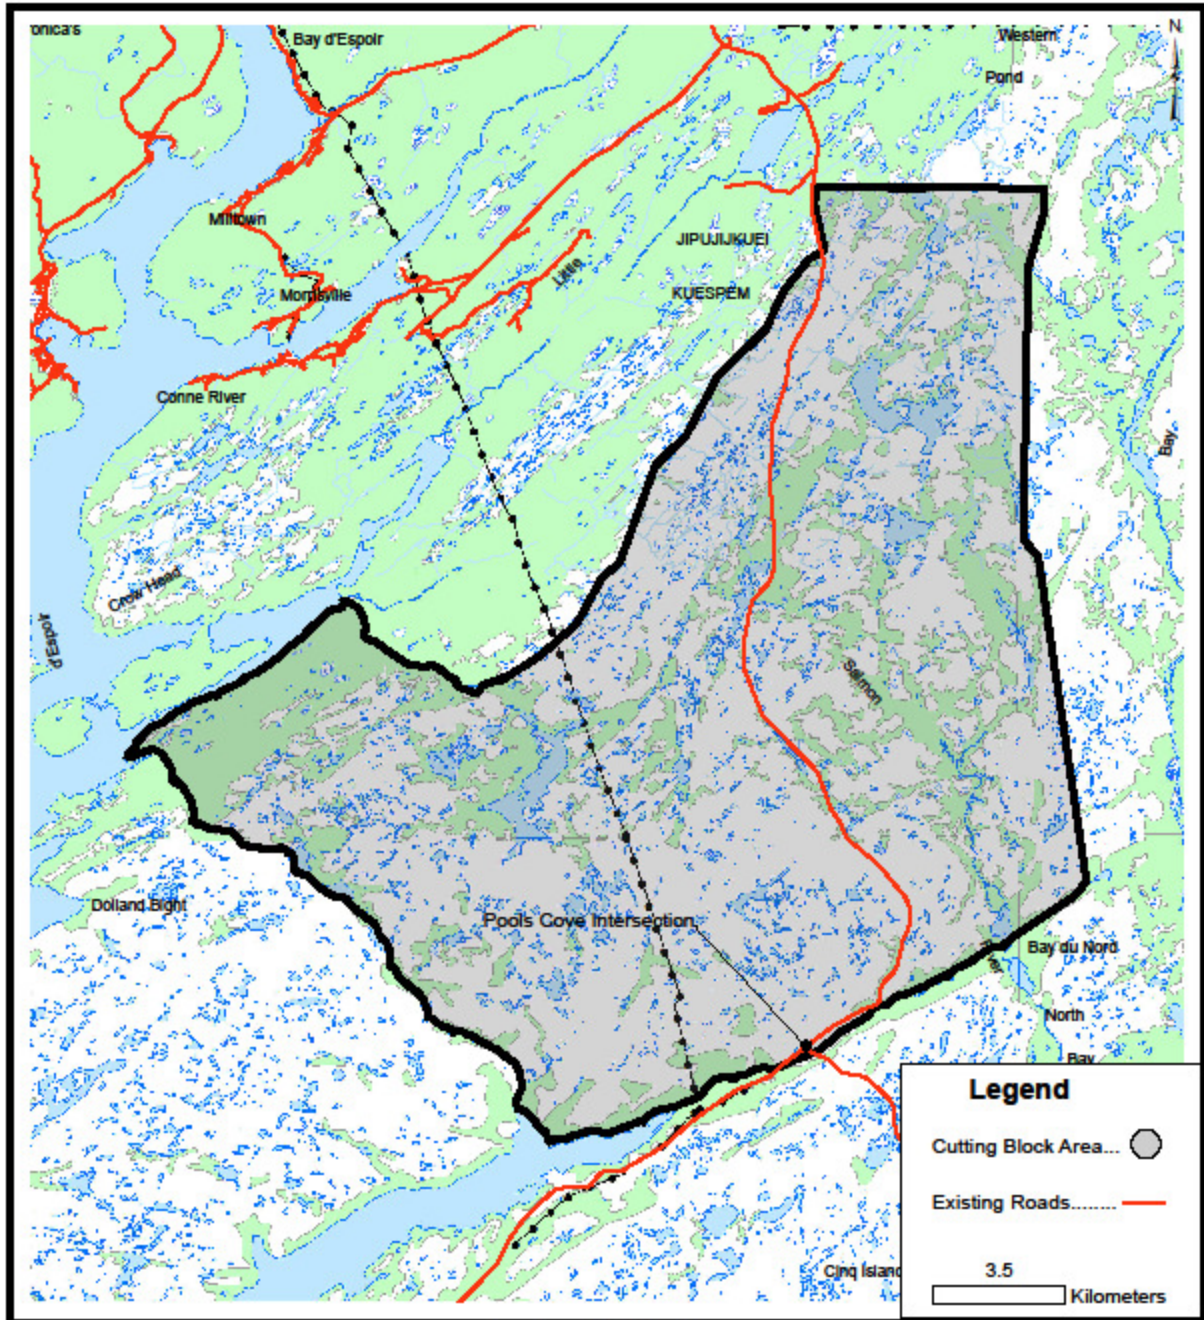 onica's
Bay d'Espoir
Western
N
Pond
Milltown
JIPUJIJKUEI
Little
Morrisville
KUESPEM
Conne River
Bay
Crow Head
d'Espoir
Salmon
Dolland Bight
Pools Cove Intersection
River
Bay du Nord
North
Bay
Legend
Cutting Block Area...
Existing Roads........
Cinq Island
3.5
Kilometers